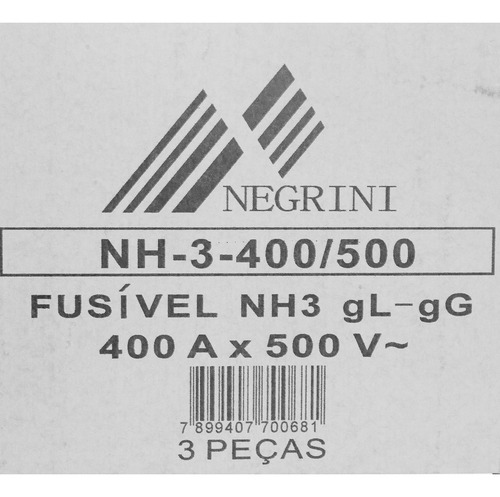 NEGRINI
NH-3-400/500
FUSÍVEL NH3 gL-gG
400 A x 500 V~
7 899407 700681
3 PEÇAS